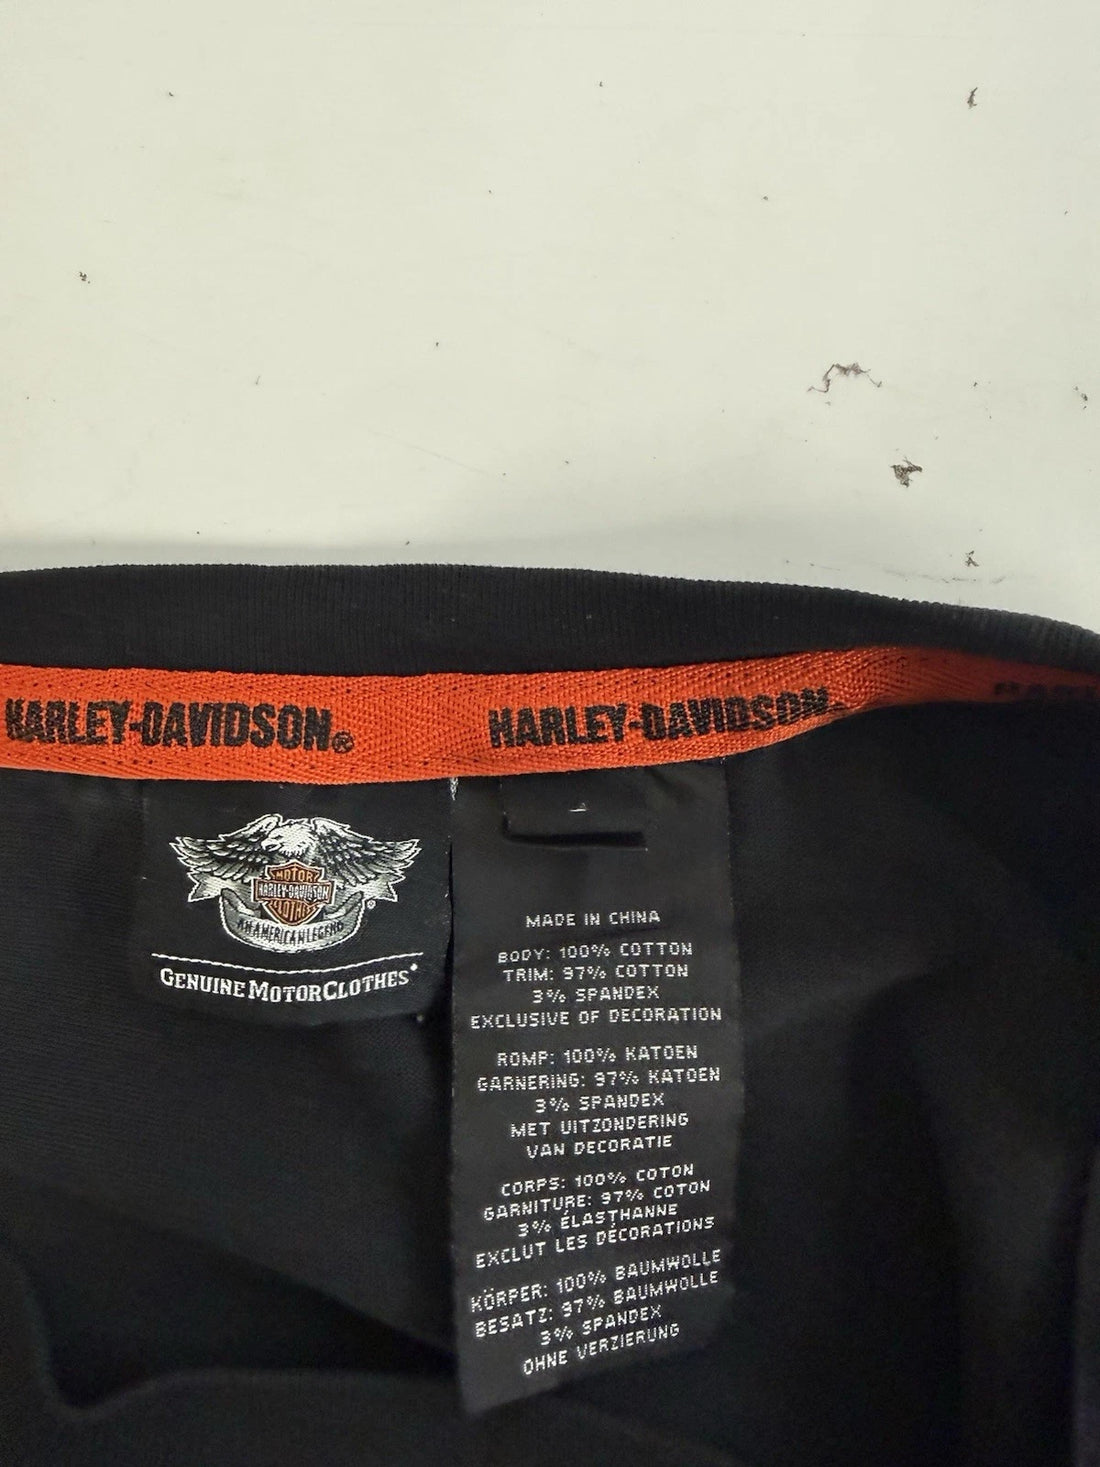 HARLEY-DAVIDSON®
HARLEY-DAVIDSON
MOTOR
HARLEY-DAVIDSON
CLOTHES
®
AN AMERICAN LEGEND
GENUINE MOTORCLOTHES®
MADE IN CHINA
BODY: 100% COTTON
TRIM: 97% COTTON
3% SPANDEX
EXCLUSIVE OF DECORATION
ROMP: 100% KATOEN
GARNERING: 97% KATOEN
3% SPANDEX
MET UITZONDERING
VAN DECORATIE
CORPS: 100% COTON
GARNITURE: 97% COTON
3% ÉLASTHANNE
EXCLUT LES DÉCORATIONS
KÖRPER: 100% BAUMWOLLE
BESATZ: 97% BAUMWOLLE
3% SPANDEX
OHNE VERZIERUNG